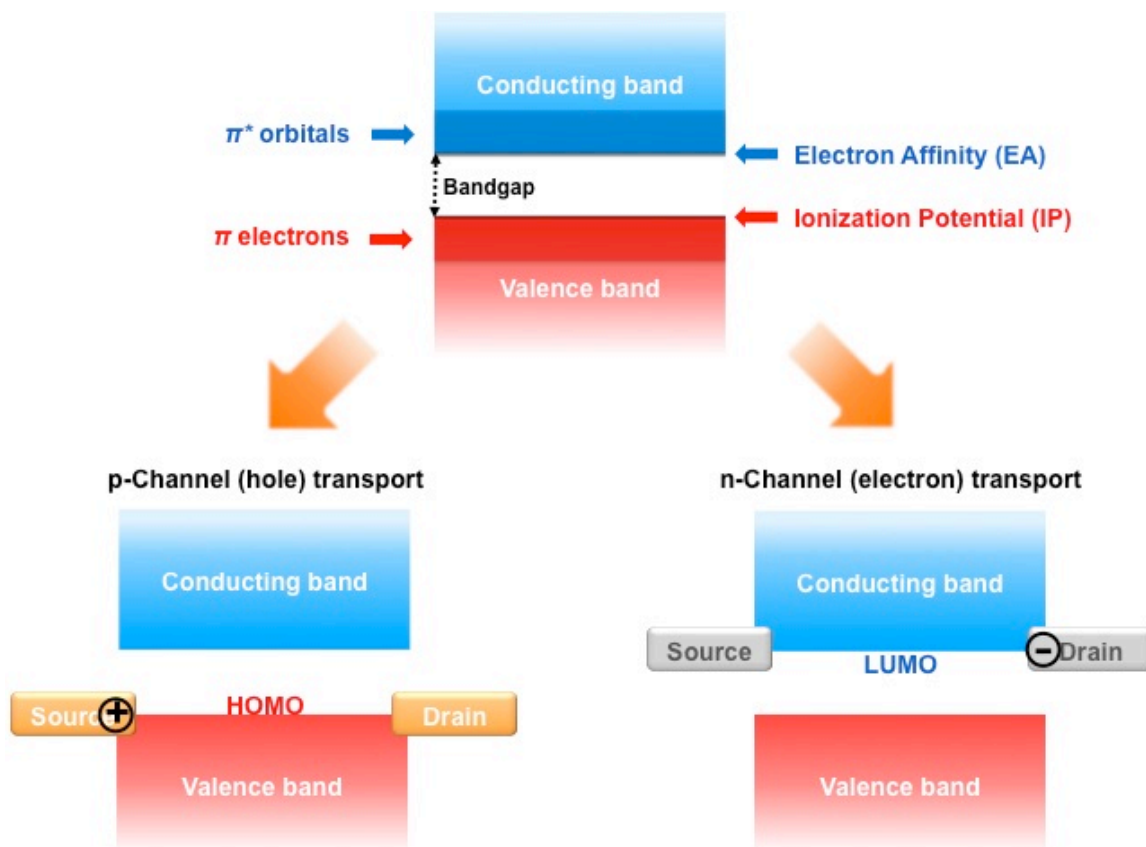 Conducting band
π* orbitals
Electron Affinity (EA)
Bandgap
Ionization Potential (IP)
π electrons
Valence band
p-Channel (hole) transport
n-Channel (electron) transport
Conducting band
Conducting band
Source
Drain
LUMO
HOMO
Source
Drain
Valence band
Valence band